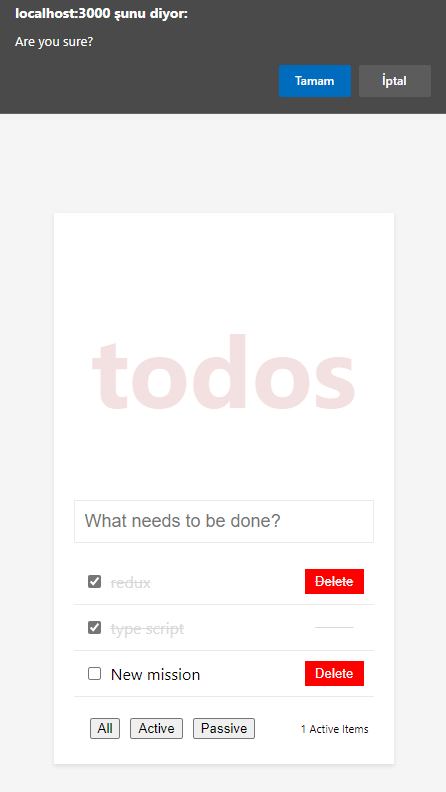 localhost:3000 şunu diyor:
Are you sure?
Tamam İptal
todos
What needs to be done?
redux Delete
type script
New mission Delete
All Active Passive 1 Active Items